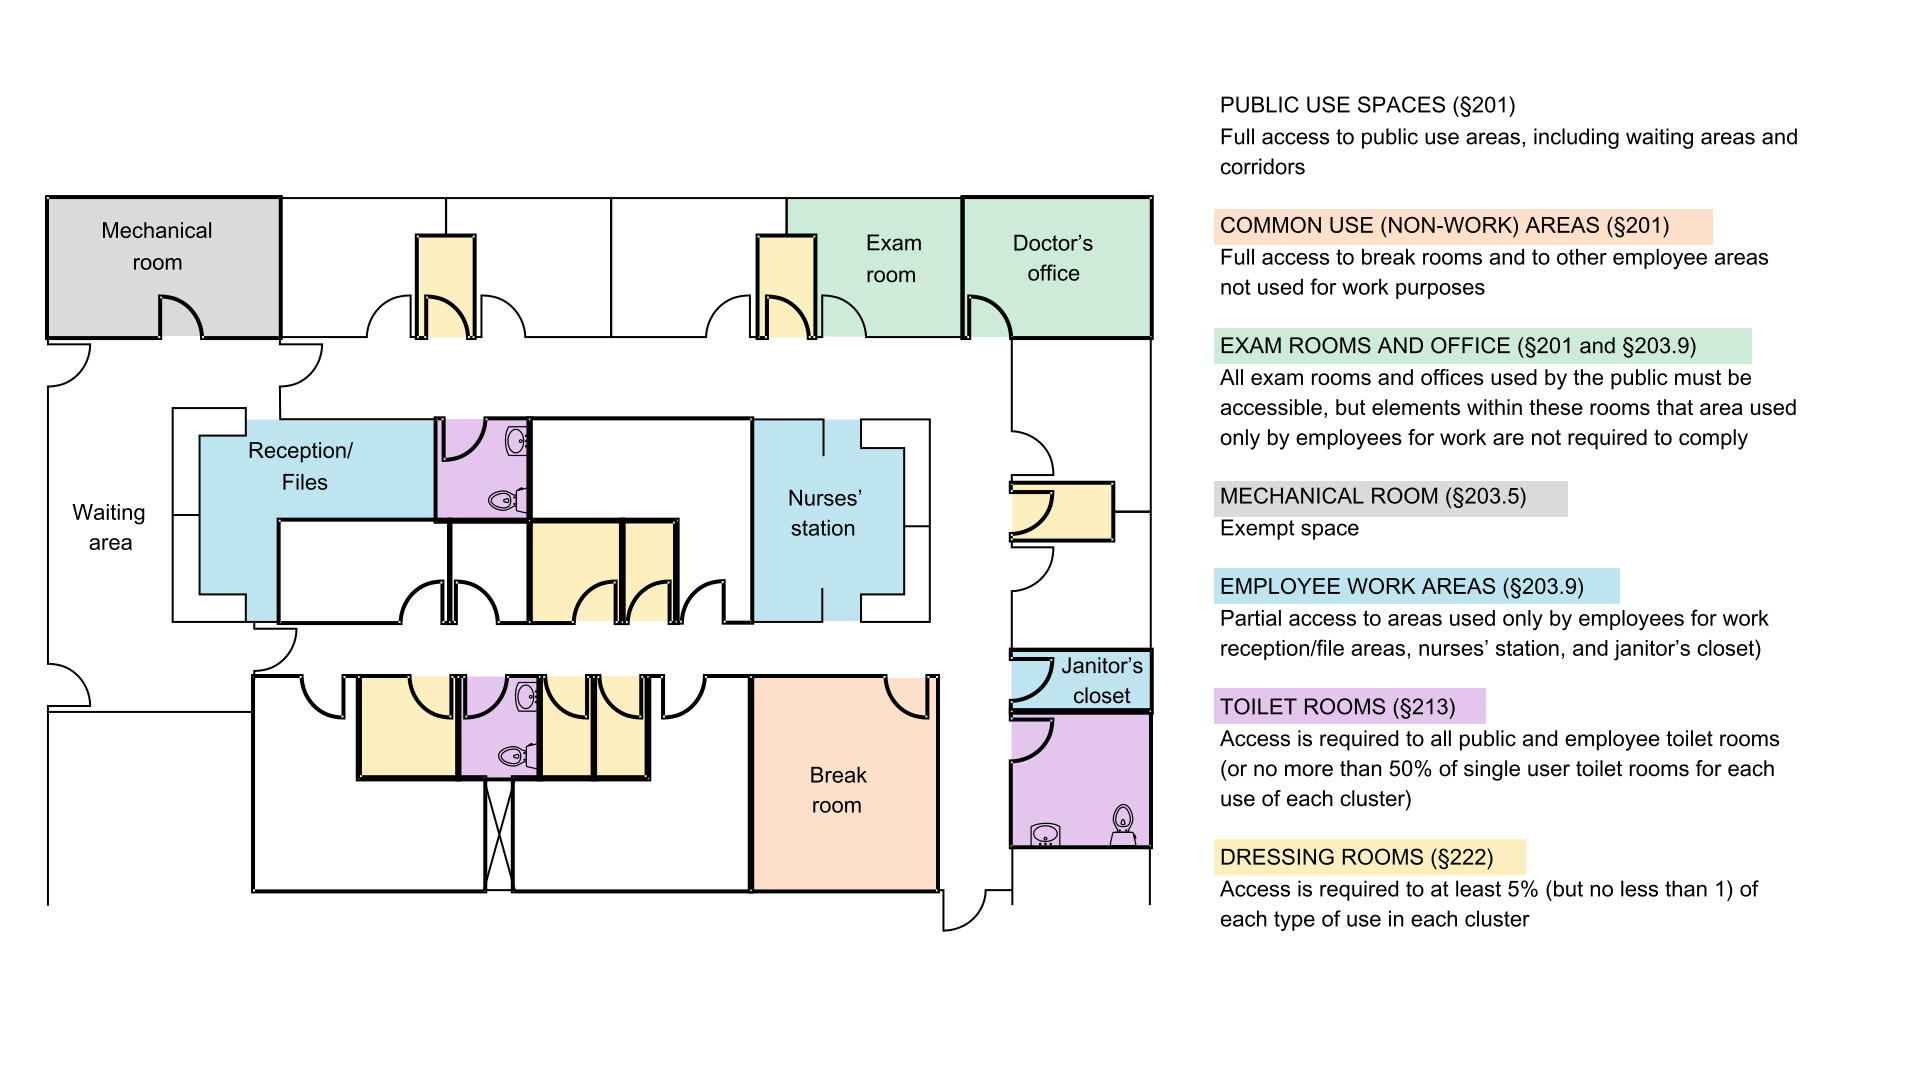 PUBLIC USE SPACES (§201)
Full access to public use areas, including waiting areas and
corridors
COMMON USE (NON-WORK) AREAS (§201)
Full access to break rooms and to other employee areas
not used for work purposes
EXAM ROOMS AND OFFICE (§201 and §203.9)
All exam rooms and offices used by the public must be
accessible, but elements within these rooms that area used
only by employees for work are not required to comply
MECHANICAL ROOM (§203.5)
Exempt space
EMPLOYEE WORK AREAS (§203.9)
Partial access to areas used only by employees for work
reception/file areas, nurses’ station, and janitor’s closet)
TOILET ROOMS (§213)
Access is required to all public and employee toilet rooms
(or no more than 50% of single user toilet rooms for each
use of each cluster)
DRESSING ROOMS (§222)
Access is required to at least 5% (but no less than 1) of
each type of use in each cluster
Mechanical
room
Exam
room
Doctor’s
office
Reception/
Files
Waiting
area
Nurses’
station
Janitor’s
closet
Break
room